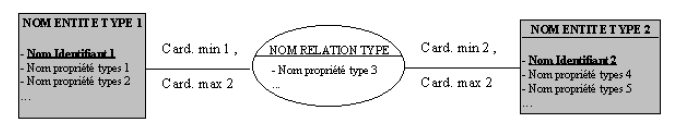 NOM ENTITE TYPE 1
- Nom Identifiant 1
- Nom propriété types 1
- Nom propriété types 2
...
Card. min 1 ,
Card. max 2
NOM RELATION TYPE
- Nom propriété type 3
...
Card. min 2 ,
Card. max 2
NOM ENTITE TYPE 2
- Nom Identifiant 2
- Nom propriété types 4
- Nom propriété types 5
...